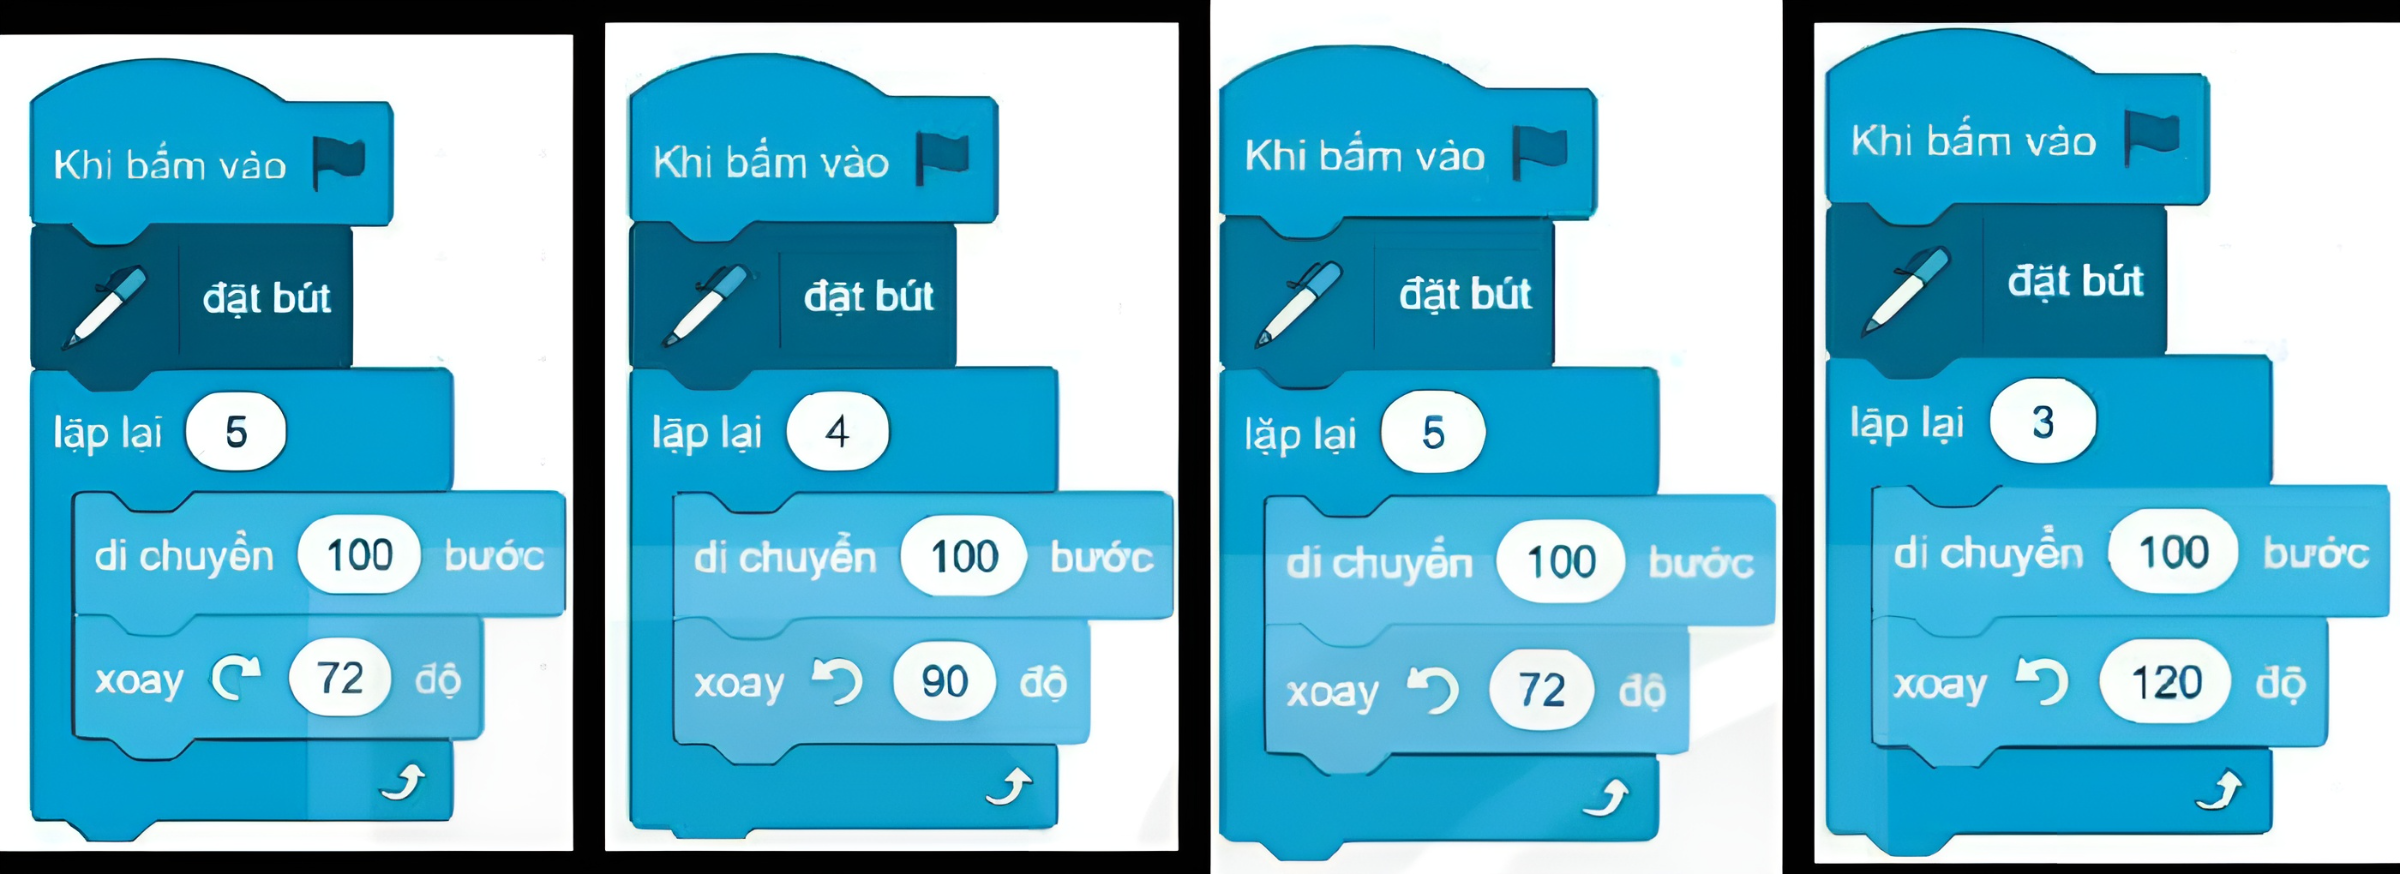 Khi bấm vào
đặt bút
lặp lại 5
di chuyển 100 bước
xoay 72 độ
Khi bấm vào
đặt bút
lặp lại 4
di chuyển 100 bước
xoay 90 độ
Khi bấm vào
đặt bút
lặp lại 5
di chuyển 100 bước
xoay 72 độ
Khi bấm vào
đặt bút
lặp lại 3
di chuyển 100 bước
xoay 120 độ